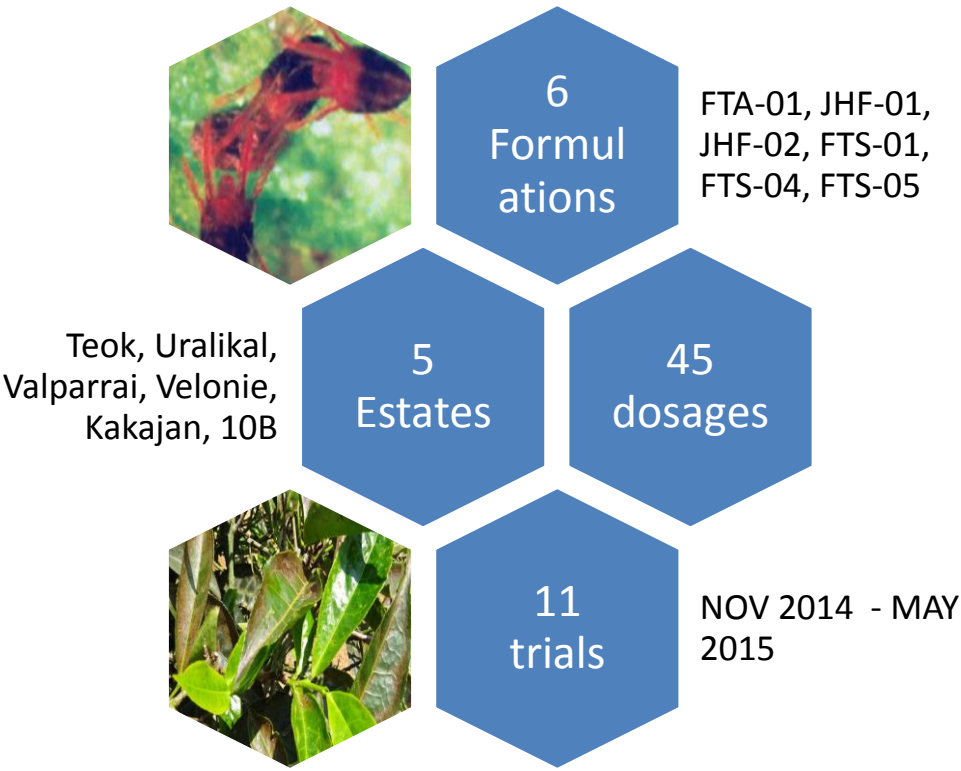 6
Formul
ations
FTA-01, JHF-01,
JHF-02, FTS-01,
FTS-04, FTS-05
Teok, Uralikal,
Valparrai, Velonie,
Kakajan, 10B
5
Estates
45
dosages
11
trials
NOV 2014  - MAY
2015